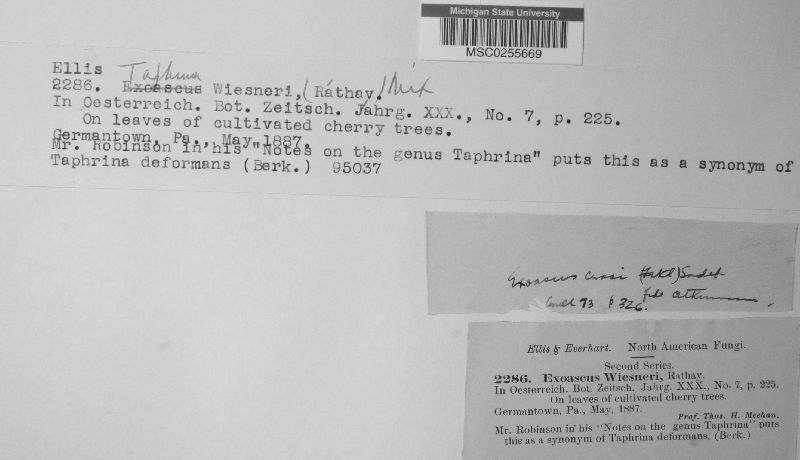 Michigan State University
MSC0255669
Ellis Taphrina
2286. Exoascus Wiesneri, (Ráthay.) Mix
In Oesterreich. Bot. Zeitsch. Jahrg. XXX., No. 7, p. 225.
On leaves of cultivated cherry trees.
Germantown, Pa., May, 1887.
Mr. Robinson in his "Notes on the genus Taphrina" puts this as a synonym of
Taphrina deformans (Berk.) 95037
Exoascus cerasi (Fckl) Sadeb
73 p 326. fide Atkinson
Ellis & Everhart. North American Fungi.
Second Series.
2286. Exoascus Wiesneri, Ráthay.
In Oesterreich. Bot. Zeitsch. Jahrg. XXX., No. 7, p. 225.
On leaves of cultivated cherry trees.
Germantown, Pa., May, 1887.
Prof. Thos. H. Meehan.
Mr. Robinson in his "Notes on the genus Taphrina" puts
this as a synonym of Taphrina deformans, (Berk.)